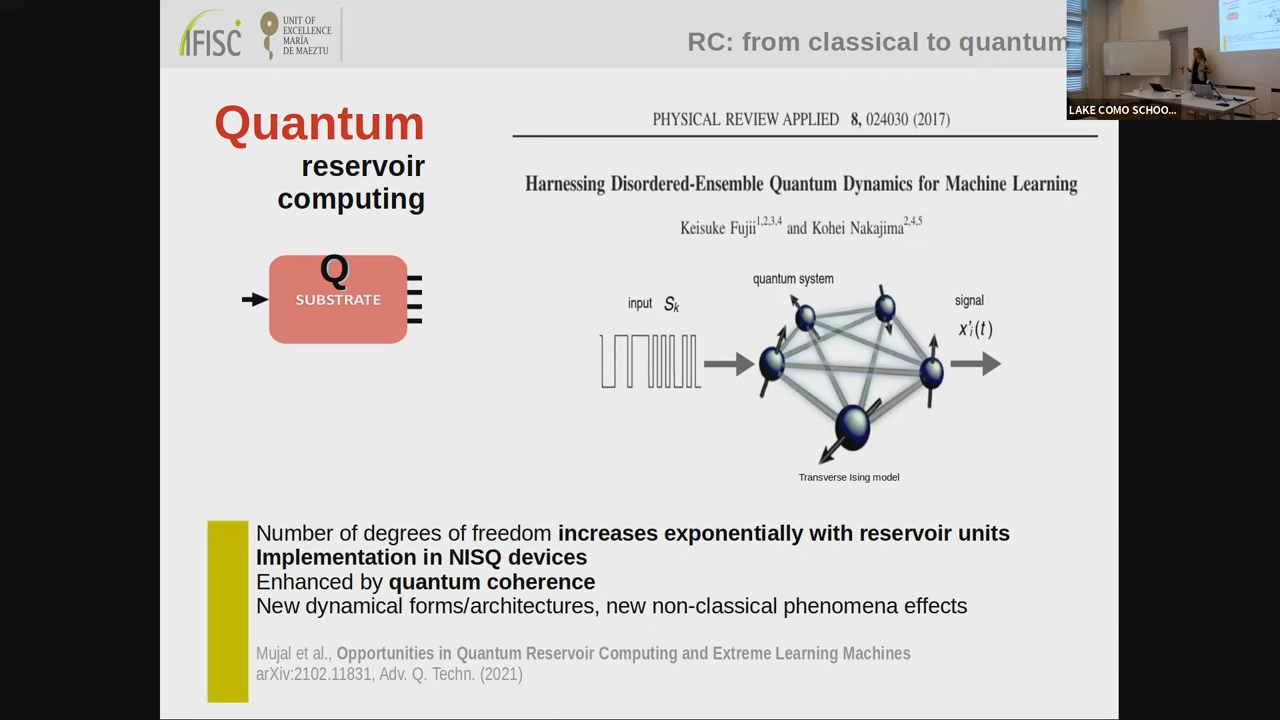 IFISC
UNIT OF
EXCELLENCE
MARÍA
DE MAEZTU
RC: from classical to quantum
LAKE COMO SCHOO...
Quantum
reservoir
computing
Q
SUBSTRATE
PHYSICAL REVIEW APPLIED 8, 024030 (2017)
Harnessing Disordered-Ensemble Quantum Dynamics for Machine Learning
Keisuke Fujii1,2,3,4 and Kohei Nakajima2,4,5
quantum system
input Sk
signal
x'i(t)
Transverse Ising model
Number of degrees of freedom increases exponentially with reservoir units
Implementation in NISQ devices
Enhanced by quantum coherence
New dynamical forms/architectures, new non-classical phenomena effects
Mujal et al., Opportunities in Quantum Reservoir Computing and Extreme Learning Machines
arXiv:2102.11831, Adv. Q. Techn. (2021)